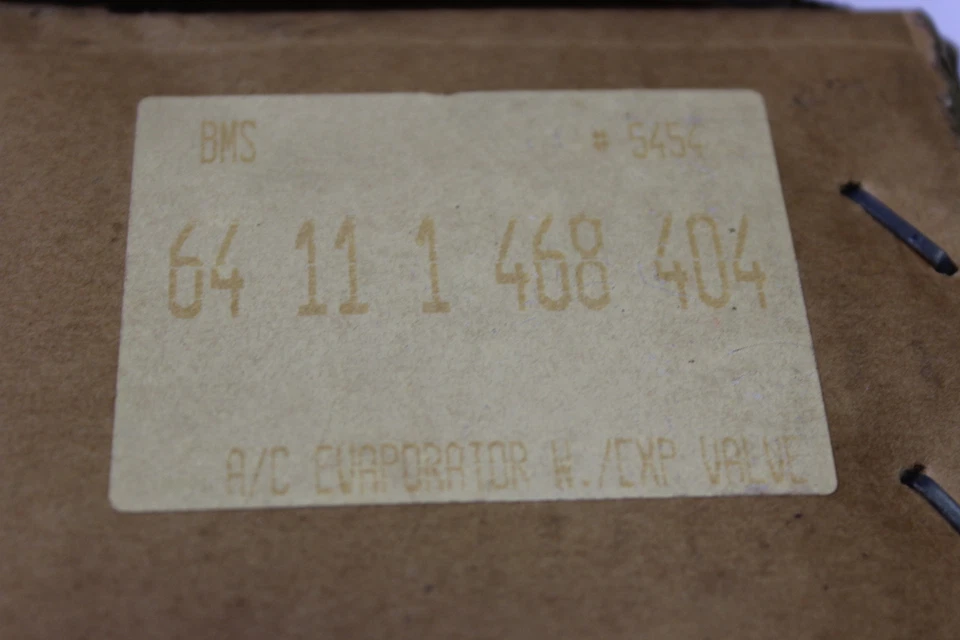 BMS # 5454
64 11 1 468 404
A/C EVAPORATOR W./EXP. VALVE